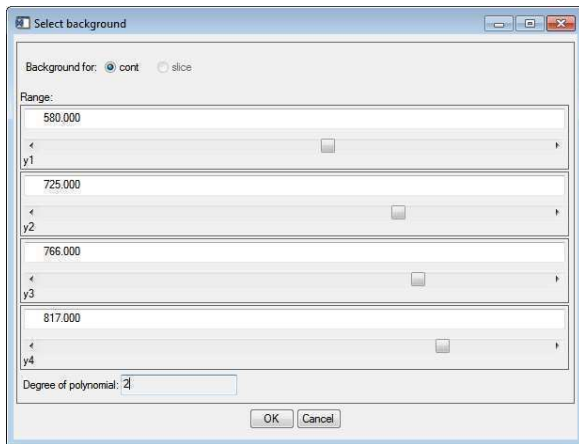 Select background
Background for: cont slice
Range:
580.000
y1
725.000
y2
766.000
y3
817.000
y4
Degree of polynomial: 2
OK Cancel